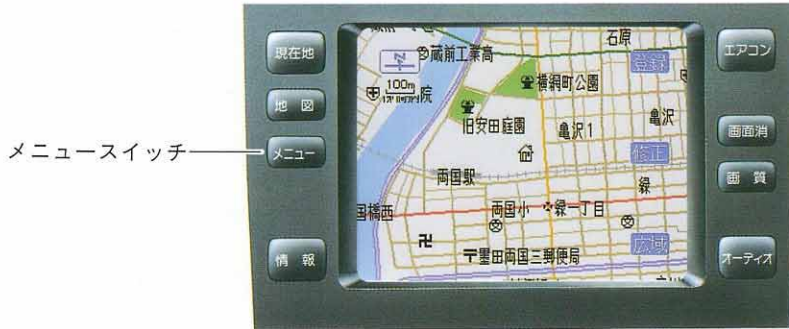 メニュースイッチ
現在地
地 図
メニュー
情 報
エアコン
画面消
画 質
オーディオ
石原
蔵前工業高
登録
100m
病院
横網町公園
旧安田庭園
亀沢1
亀沢
修正
両国駅
緑
国橋西
両国小
緑一丁目
広域
〒墨田両国三郵便局